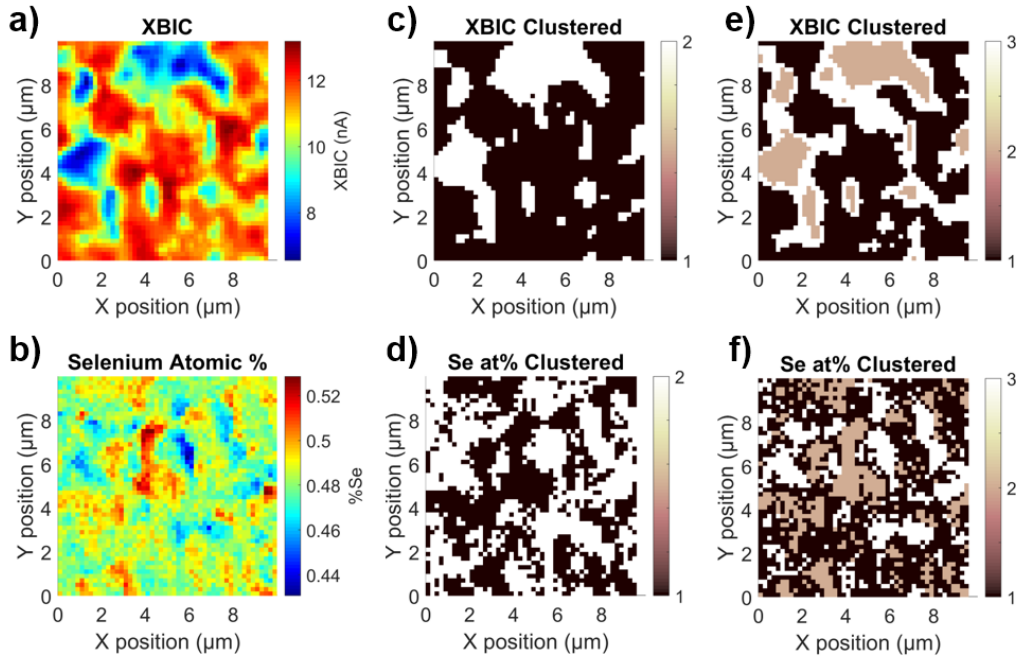 a)
XBIC
Y position (µm)
8
6
4
2
0
0 2 4 6 8
X position (µm)
12
10
8
XBIC (nA)
c)
XBIC Clustered
Y position (µm)
8
6
4
2
0
0 2 4 6 8
X position (µm)
2
1
e)
XBIC Clustered
Y position (µm)
8
6
4
2
0
0 2 4 6 8
X position (µm)
3
2
1
b)
Selenium Atomic %
Y position (µm)
8
6
4
2
0
0 2 4 6 8
X position (µm)
0.52
0.5
0.48
0.46
0.44
%Se
d)
Se at% Clustered
Y position (µm)
8
6
4
2
0
0 2 4 6 8
X position (µm)
2
1
f)
Se at% Clustered
Y position (µm)
8
6
4
2
0
0 2 4 6 8
X position (µm)
3
2
1